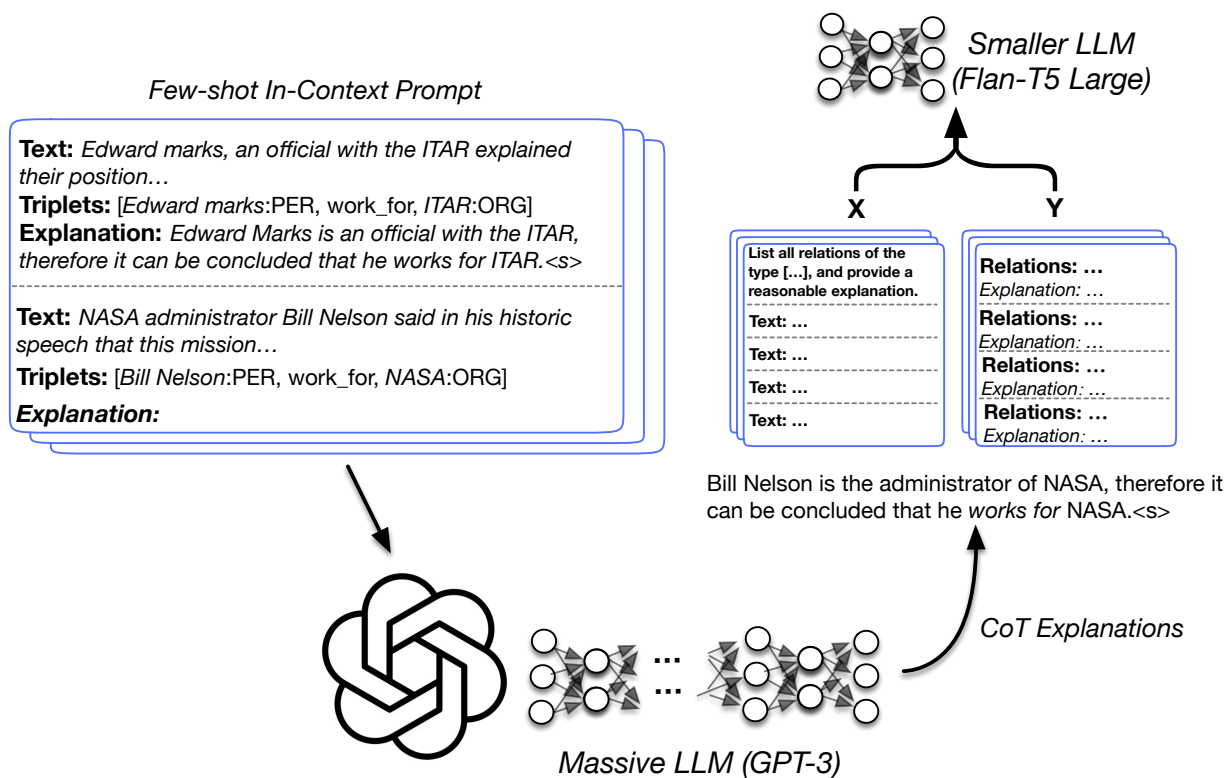 Few-shot In-Context Prompt
Text: Edward marks, an official with the ITAR explained
their position…
Triplets: [Edward marks:PER, work_for, ITAR:ORG]
Explanation: Edward Marks is an official with the ITAR,
therefore it can be concluded that he works for ITAR.<s>
Text: NASA administrator Bill Nelson said in his historic
speech that this mission…
Triplets: [Bill Nelson:PER, work_for, NASA:ORG]
Explanation:
Smaller LLM
(Flan-T5 Large)
X
Y
List all relations of the
type […], and provide a
reasonable explanation.
Text: …
Text: …
Text: …
Text: …
Relations: …
Explanation: …
Relations: …
Explanation: …
Relations: …
Explanation: …
Relations: …
Explanation: …
Bill Nelson is the administrator of NASA, therefore it
can be concluded that he works for NASA.<s>
CoT Explanations
...
...
Massive LLM (GPT-3)